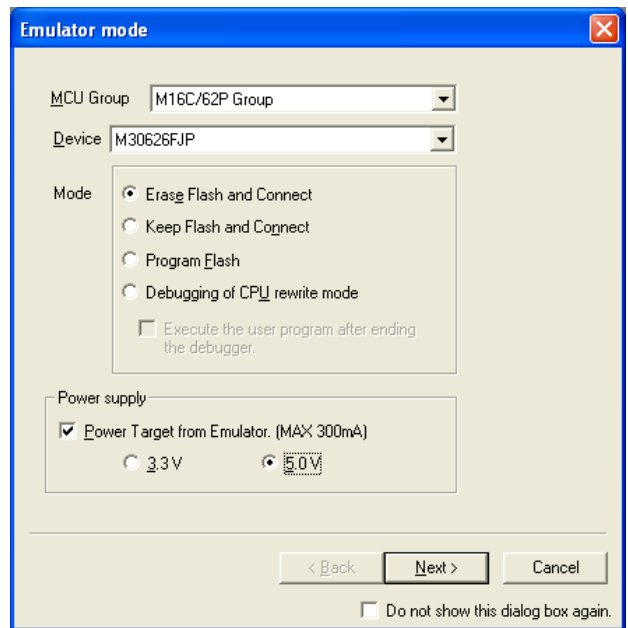 Emulator mode
MCU Group M16C/62P Group
Device M30626FJP
Mode
Erase Flash and Connect
Keep Flash and Connect
Program Flash
Debugging of CPU rewrite mode
Execute the user program after ending
the debugger.
Power supply
Power Target from Emulator. (MAX 300mA)
3.3 V 5.0 V
< Back Next > Cancel
Do not show this dialog box again.